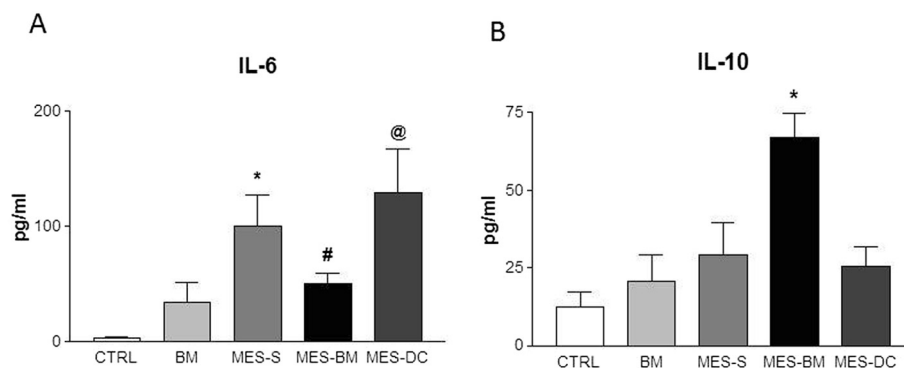 A
IL-6
200
100
0
pg/ml
*
#
@
CTRL BM MES-S MES-BM MES-DC
B
IL-10
75
50
25
0
pg/ml
*
CTRL BM MES-S MES-BM MES-DC